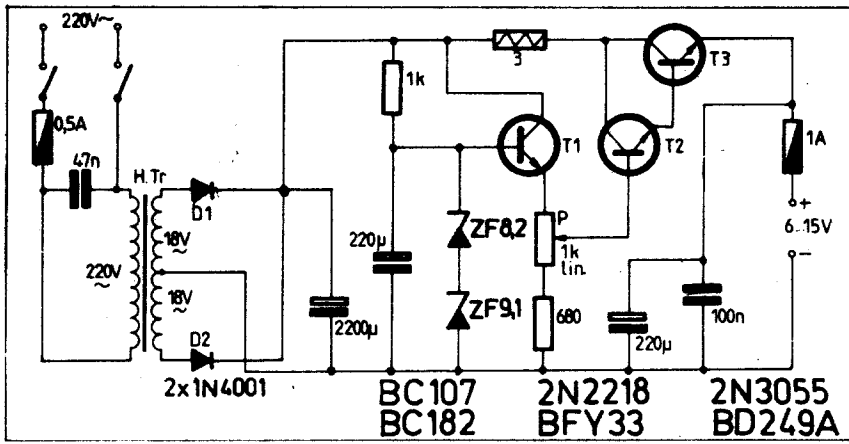 220V~
0,5A
47n
H.Tr
D1
18V
~
220V
~
18V
~
D2
2x1N4001
2200µ
1k
220µ
ZF8,2
ZF9,1
3
T1
T2
T3
P
1k
lin.
680
220µ
100n
1A
+
6...15V
–
BC107
BC182
2N2218
BFY33
2N3055
BD249A